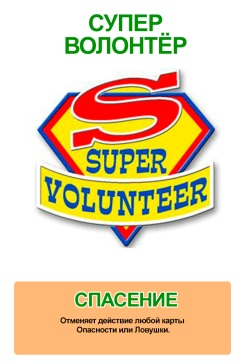 СУПЕР
ВОЛОНТЁР
S
SUPER
VOLUNTEER
СПАСЕНИЕ
Отменяет действие любой карты
Опасности или Ловушки.